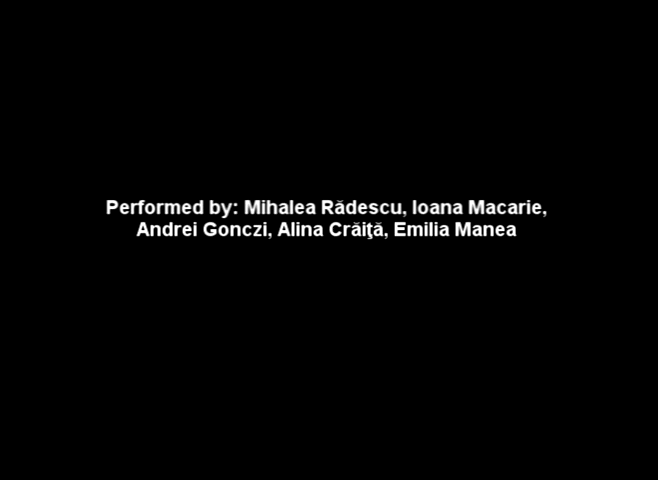 Performed by: Mihalea Rădescu, Ioana Macarie,
Andrei Gonczi, Alina Crăiţă, Emilia Manea